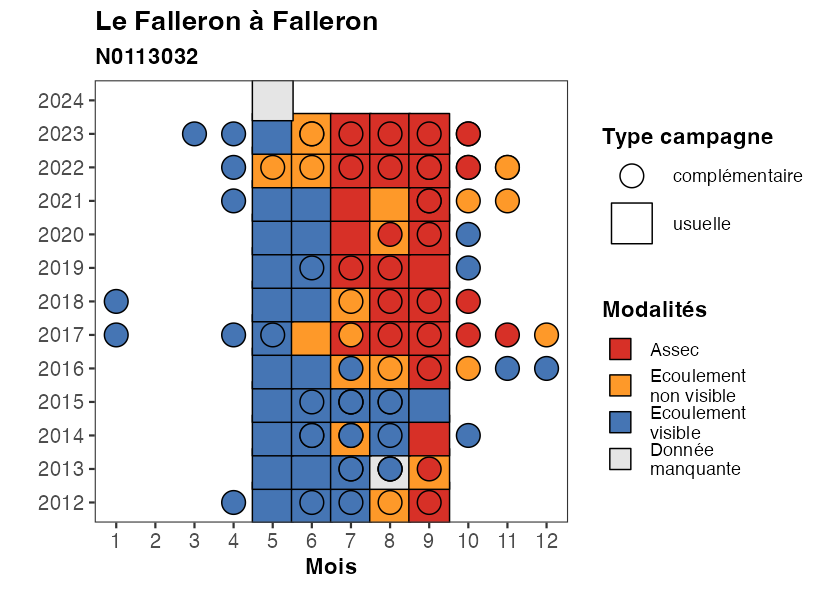 Le Falleron à Falleron
N0113032
2024
2023
2022
2021
2020
2019
2018
2017
2016
2015
2014
2013
2012
1 2 3 4 5 6 7 8 9 10 11 12
Mois
Type campagne
complémentaire
usuelle
Modalités
Assec
Ecoulement
non visible
Ecoulement
visible
Donnée
manquante